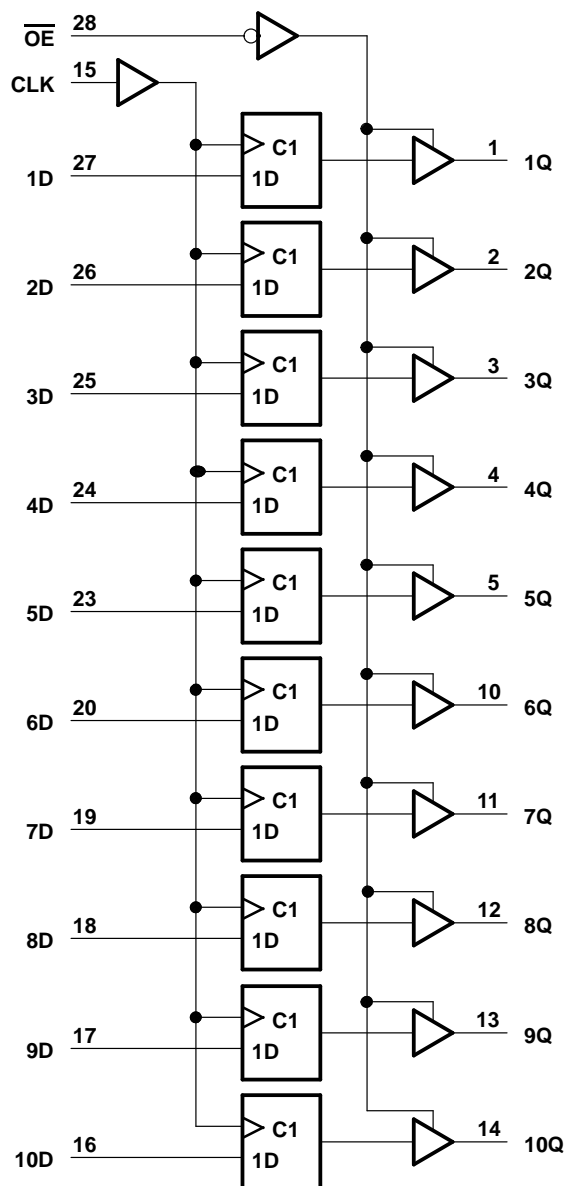 OE 28
CLK 15
C1 1
1D 27 1D 1Q
C1 2
2D 26 1D 2Q
C1 3
3D 25 1D 3Q
C1 4
4D 24 1D 4Q
C1 5
5D 23 1D 5Q
C1 10
6D 20 1D 6Q
C1 11
7D 19 1D 7Q
C1 12
8D 18 1D 8Q
C1 13
9D 17 1D 9Q
C1 14
10D 16 1D 10Q